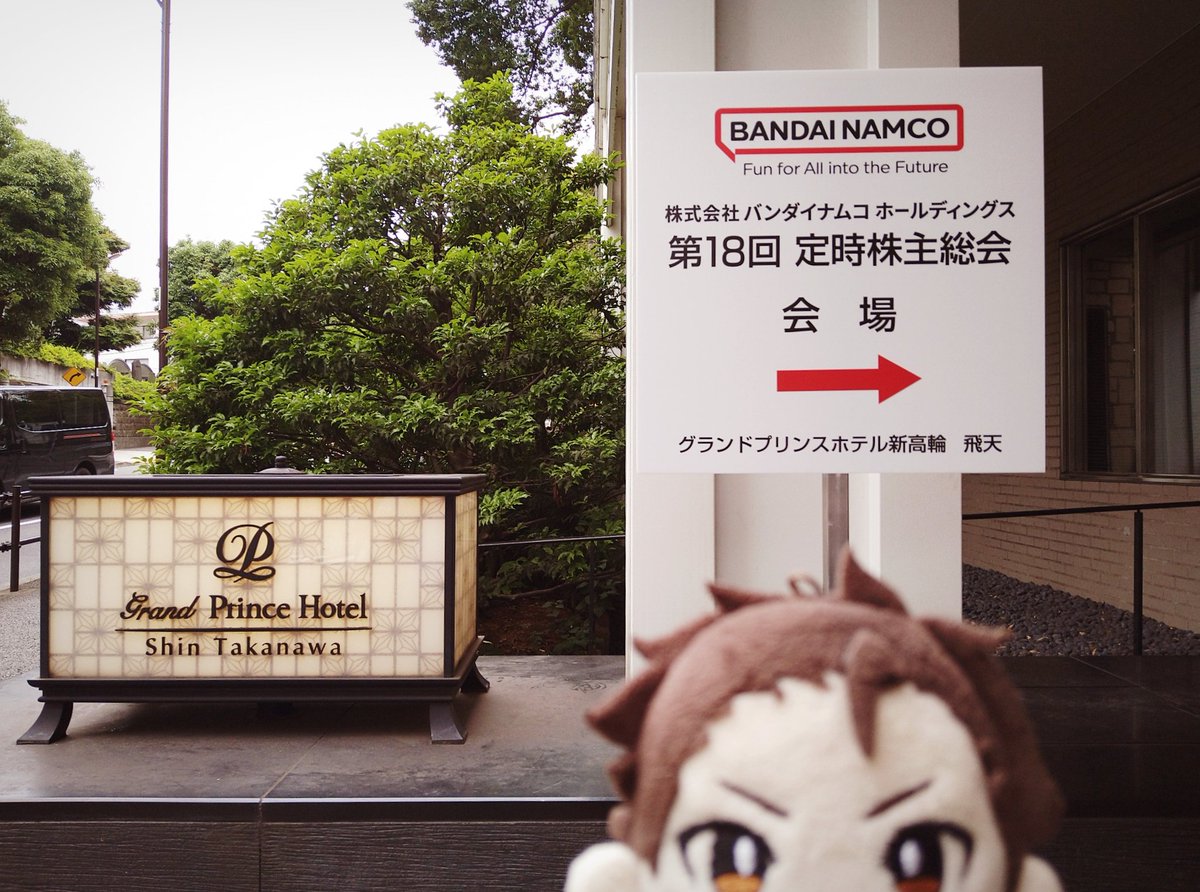 BANDAI NAMCO
Fun for All into the Future
株式会社 バンダイナムコ ホールディングス
第18回 定時株主総会
会 場
グランドプリンスホテル新高輪 飛天
Grand Prince Hotel
Shin Takanawa